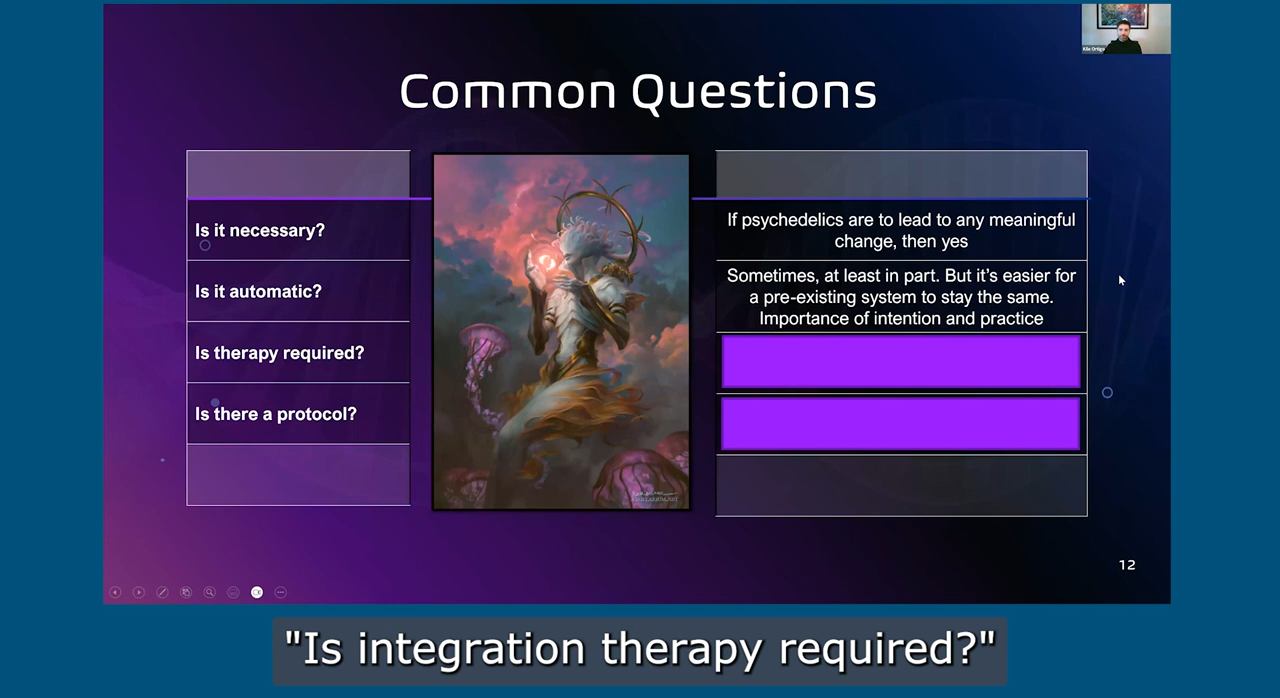 Kile Ortigo
Common Questions
Is it necessary?
If psychedelics are to lead to any meaningful
change, then yes
Is it automatic?
Sometimes, at least in part. But it's easier for
a pre-existing system to stay the same.
Importance of intention and practice
Is therapy required?
Is there a protocol?
12
"Is integration therapy required?"